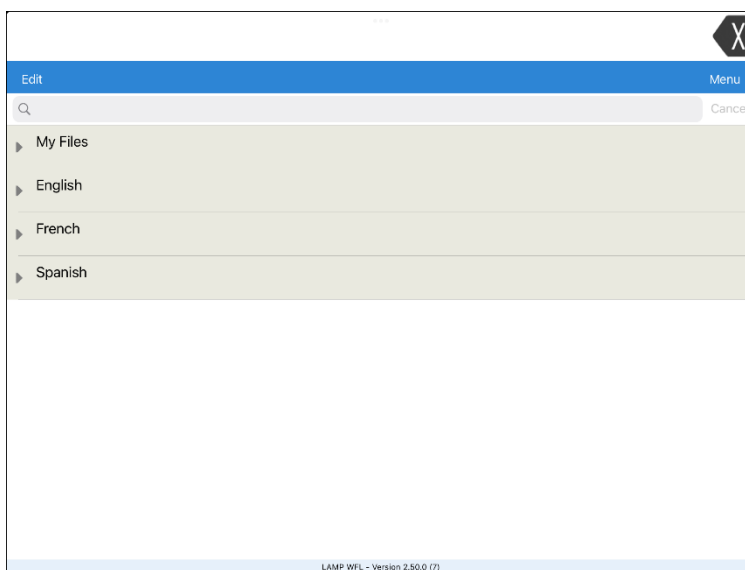 Edit
Menu
Cance
My Files
English
French
Spanish
LAMP WFL - Version 2.50.0 (7)